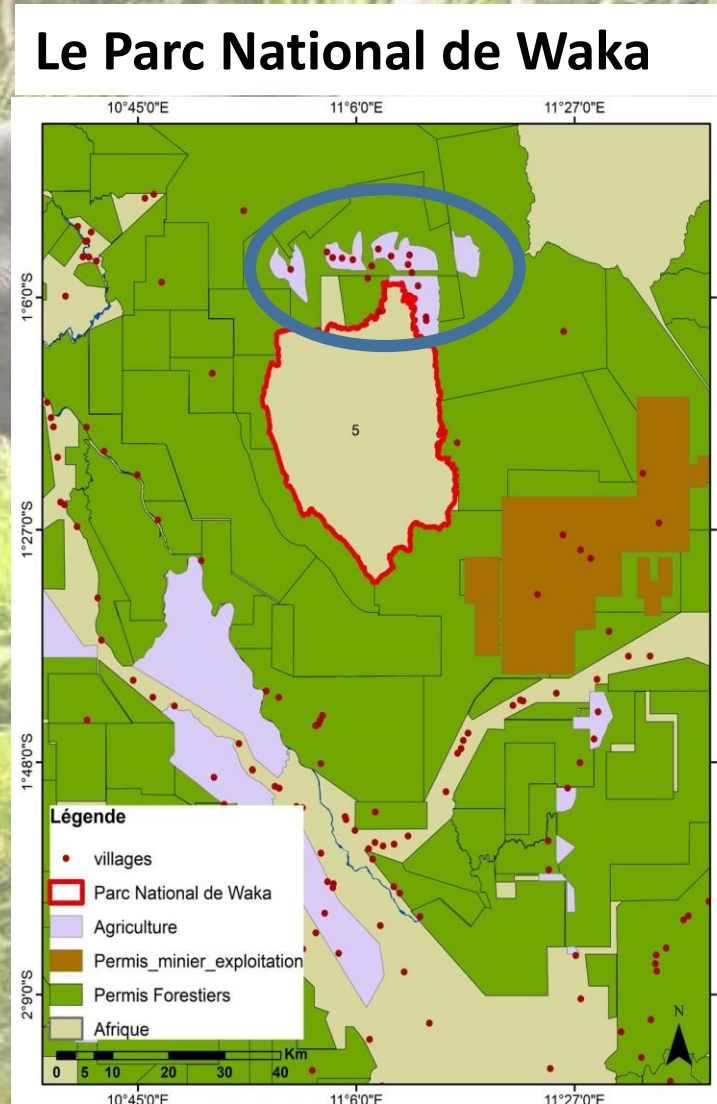 Le Parc National de Waka
10°45'0"E 11°6'0"E 11°27'0"E
1°6'0"S
1°27'0"S
1°48'0"S
2°9'0"S
5
Légende
villages
Parc National de Waka
Agriculture
Permis_minier_exploitation
Permis Forestiers
Afrique
Km
0 5 10 20 30 40
N
10°45'0"E 11°6'0"E 11°27'0"E